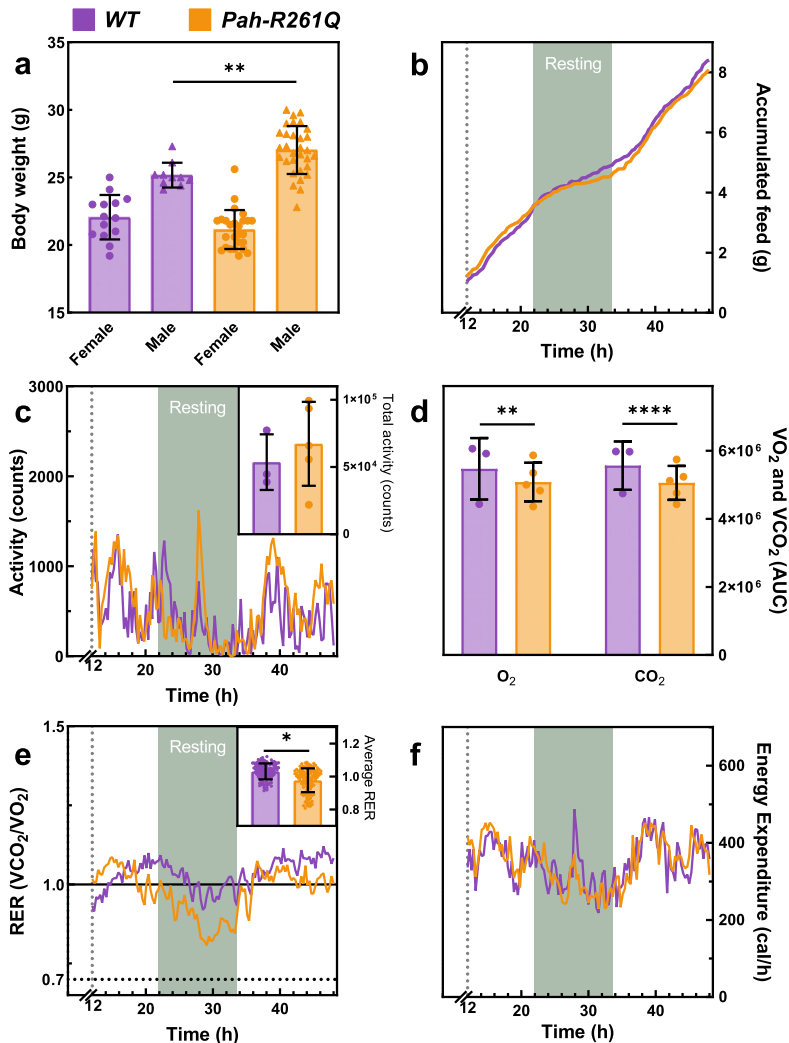 WT Pah-R261Q
a
**
Body weight (g)
35
30
25
20
15
Female Male Female Male
b
Resting
Accumulated feed (g)
8
6
4
2
0
12 20 30 40
Time (h)
c
Resting
Activity (counts)
3000
2000
1000
0
12 20 30 40
Time (h)
Total activity (counts)
1×10⁵
5×10⁴
0
d
** ****
VO₂ and VCO₂ (AUC)
6×10⁶
4×10⁶
2×10⁶
0
O₂ CO₂
e
Resting
RER (VCO₂/VO₂)
1.5
1.0
0.7
12 20 30 40
Time (h)
*
Average RER
1.2
1.0
0.8
f
Energy Expenditure (cal/h)
600
400
200
0
12 20 30 40
Time (h)